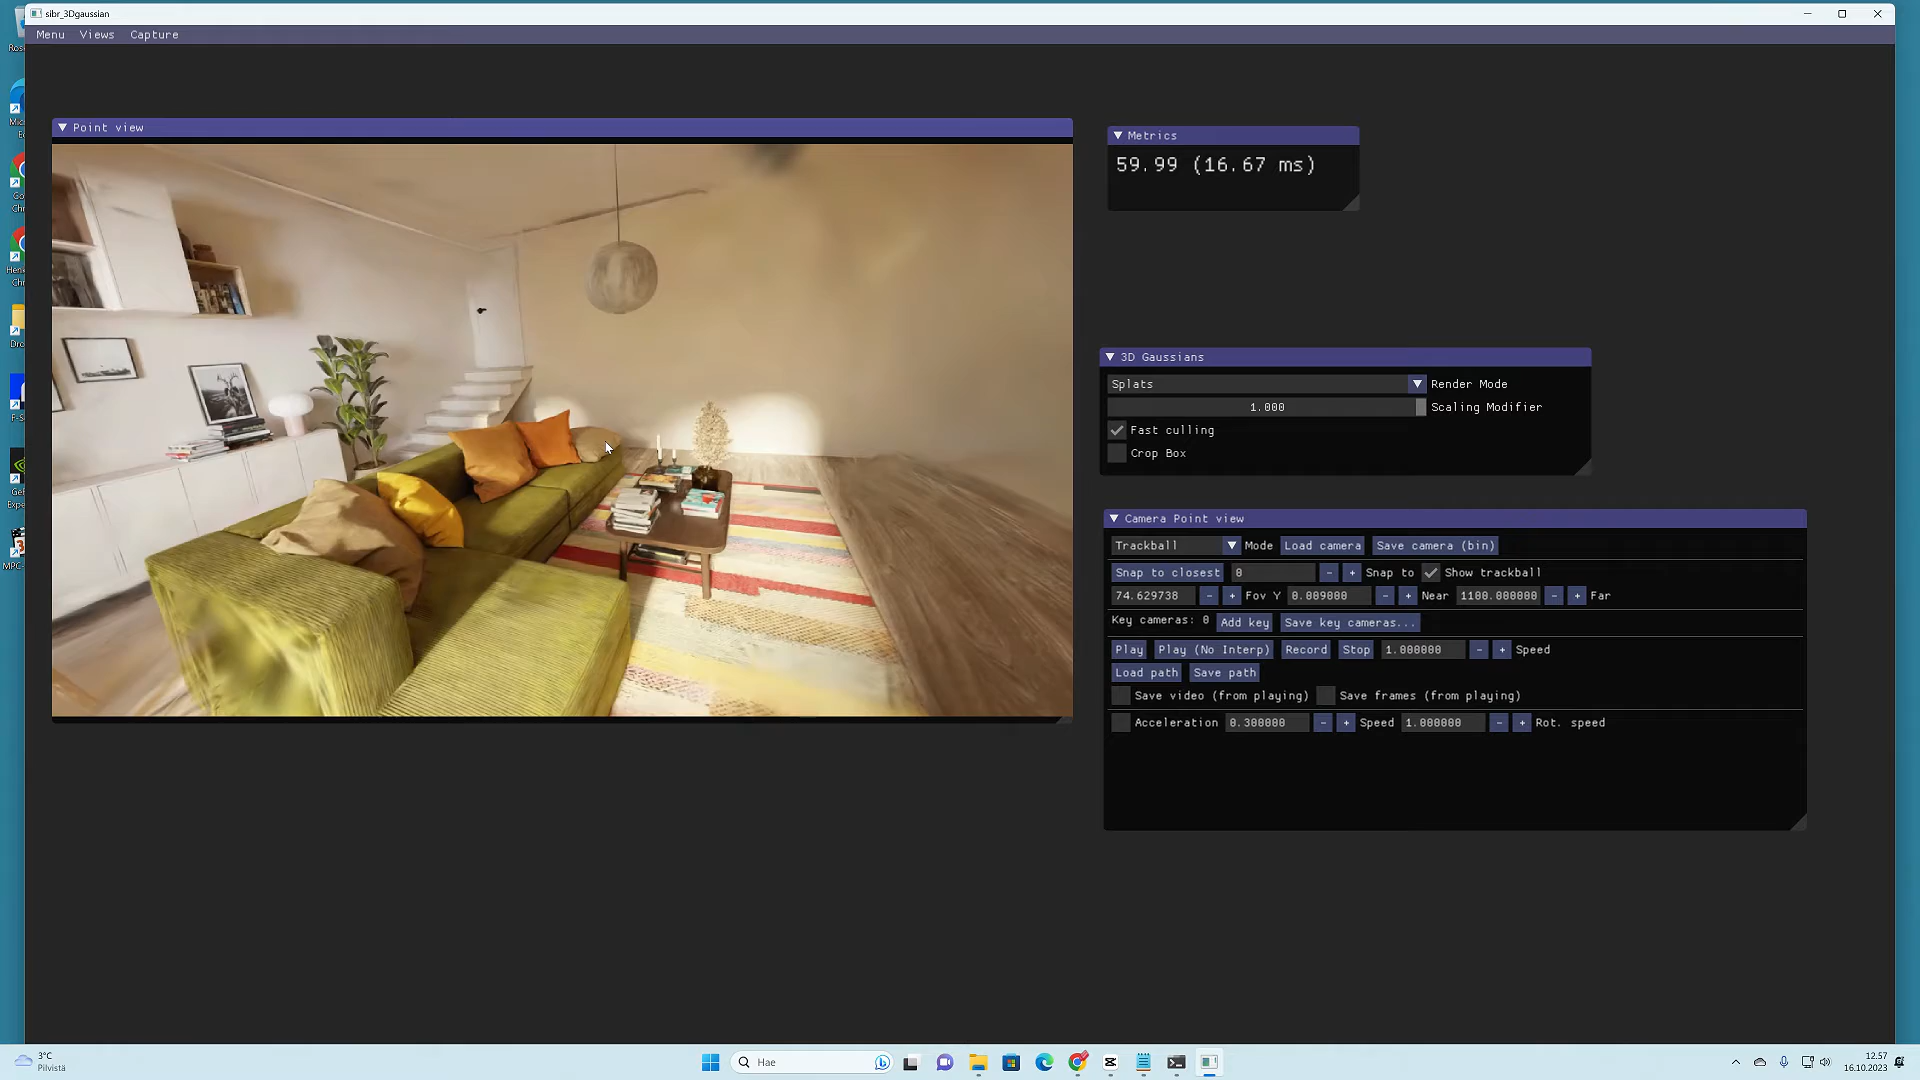 sibr_3Dgaussian
Menu Views Capture
Point view
Metrics
59.99 (16.67 ms)
3D Gaussians
Splats Render Mode
1.000 Scaling Modifier
Fast culling
Crop Box
Camera Point view
Trackball Mode Load camera Save camera (bin)
Snap to closest 0 - + Snap to Show trackball
74.629738 - + Fov Y 0.009000 - + Near 1100.000000 - + Far
Key cameras: 0 Add key Save key cameras...
Play Play (No Interp) Record Stop 1.000000 - + Speed
Load path Save path
Save video (from playing) Save frames (from playing)
Acceleration 0.300000 - + Speed 1.000000 - + Rot. speed
3°C
Pilvistä
Hae
12.57
16.10.2023